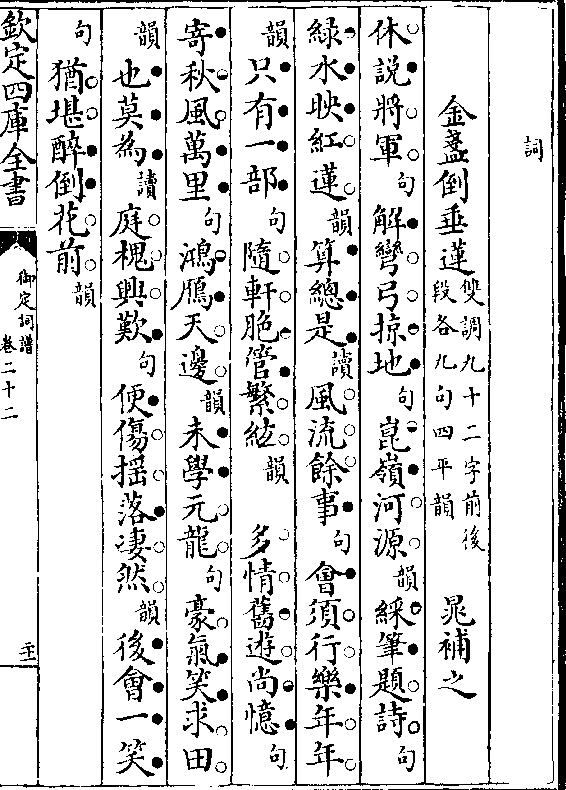 詞
金盞倒垂蓮 雙調九十二字前後段各九句四平韻 晁補之
休説將軍句解彎弓掠地句崑嶺河源韻綵筆題詩句
緑水映紅蓮韻算總是讀風流餘事句會須行樂年年
韻只有一部句隨軒脆管繁絃韻 多情舊遊尚憶句
寄秋風萬里句鴻鴈天邊韻未學元龍句豪氣笑求田
韻也莫為讀庭槐興歎句便傷揺落凄然韻後會一笑
句猶堪醉倒花前韻
欽定四庫全書
御定詞譜
卷二十二